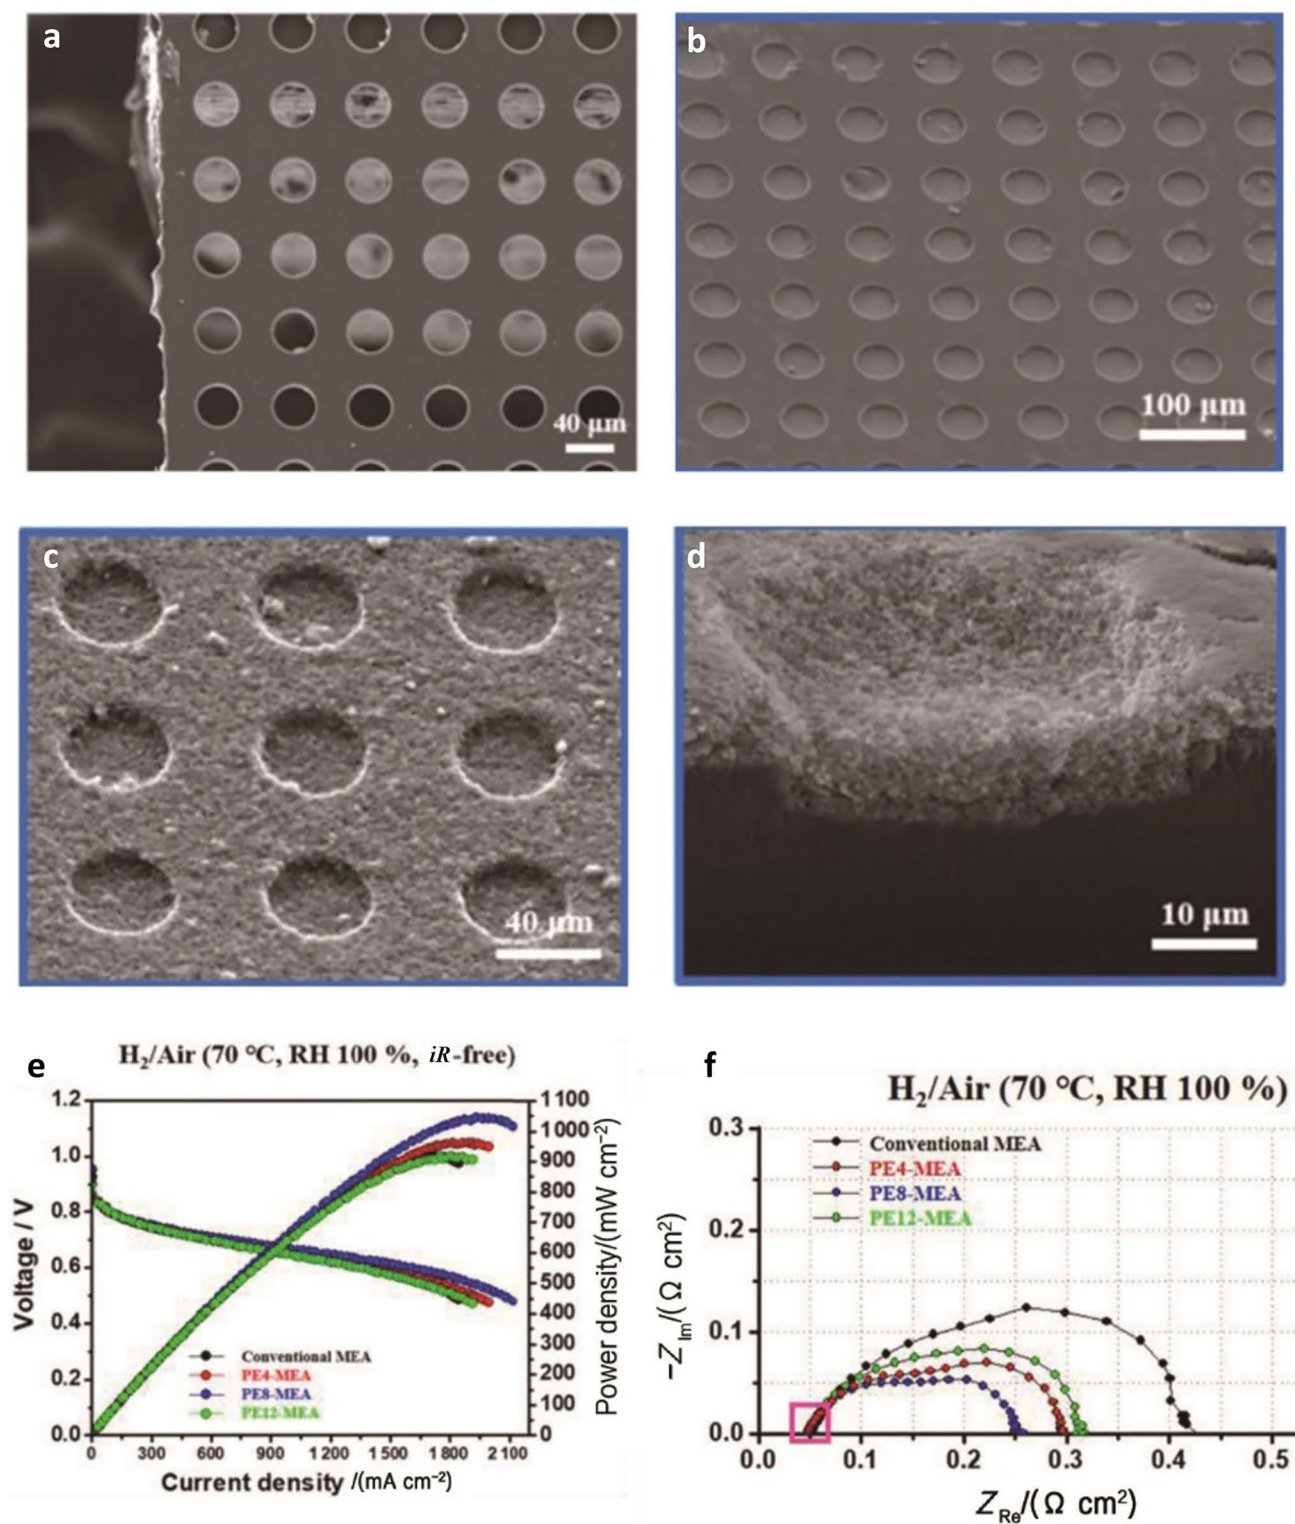 a
40 μm
b
100 μm
c
40 μm
d
10 μm
e
H2/Air (70 °C, RH 100 %, iR-free)
1.2
1.0
0.8
0.6
0.4
0.2
0.0
Voltage / V
1100
1000
900
800
700
600
500
400
300
200
100
0
Power density/(mW cm−2)
Conventional MEA
PE4-MEA
PE8-MEA
PE12-MEA
0 300 600 900 1200 1500 1800 2100
Current density /(mA cm−2)
f
H2/Air (70 °C, RH 100 %)
0.3
0.2
0.1
0.0
−ZIm/(Ω cm2)
Conventional MEA
PE4-MEA
PE8-MEA
PE12-MEA
0.0 0.1 0.2 0.3 0.4 0.5
ZRe/(Ω cm2)